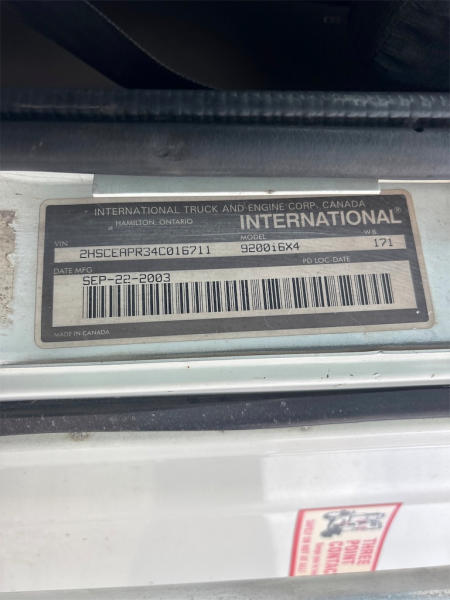 INTERNATIONAL TRUCK AND ENGINE CORP. CANADA
HAMILTON, ONTARIO
INTERNATIONAL®
VIN
2HSCEAPR34C016711
MODEL
9200i6X4
W.B.
171
DATE MFG
SEP-22-2003
PD LOC-DATE
MADE IN CANADA
THREE
POINT
CONTACT